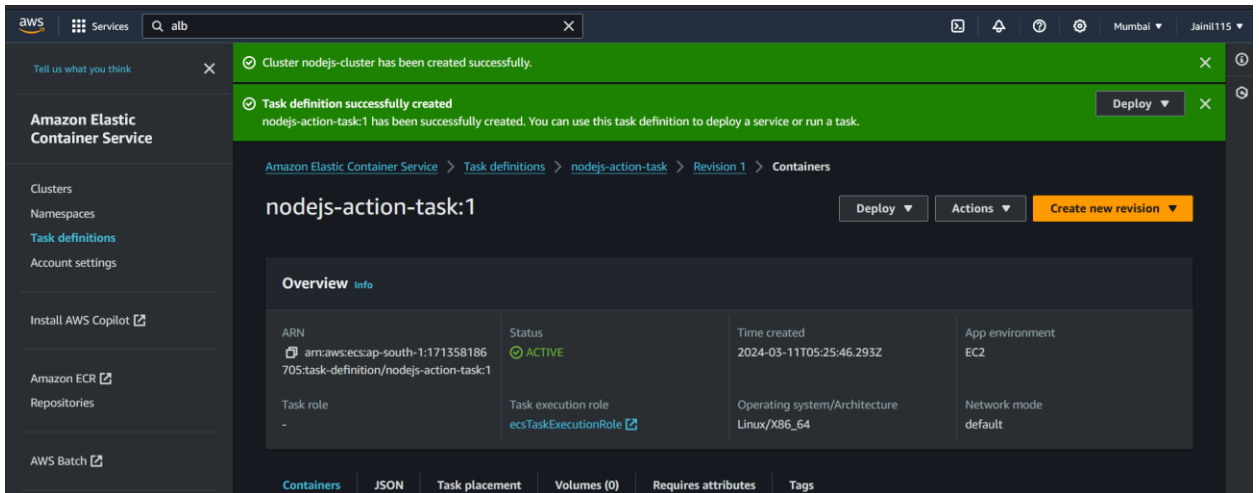 aws
Services
alb
Mumbai ▼
Jainil115 ▼
Tell us what you think
Amazon Elastic
Container Service
Clusters
Namespaces
Task definitions
Account settings
Install AWS Copilot
Amazon ECR
Repositories
AWS Batch
Cluster nodejs-cluster has been created successfully.
Task definition successfully created
nodejs-action-task:1 has been successfully created. You can use this task definition to deploy a service or run a task.
Deploy ▼
Amazon Elastic Container Service > Task definitions > nodejs-action-task > Revision 1 > Containers
nodejs-action-task:1
Deploy ▼
Actions ▼
Create new revision ▼
Overview Info
ARN
arn:aws:ecs:ap-south-1:171358186
705:task-definition/nodejs-action-task:1
Status
ACTIVE
Time created
2024-03-11T05:25:46.293Z
App environment
EC2
Task role
-
Task execution role
ecsTaskExecutionRole
Operating system/Architecture
Linux/X86_64
Network mode
default
Containers
JSON
Task placement
Volumes (0)
Requires attributes
Tags